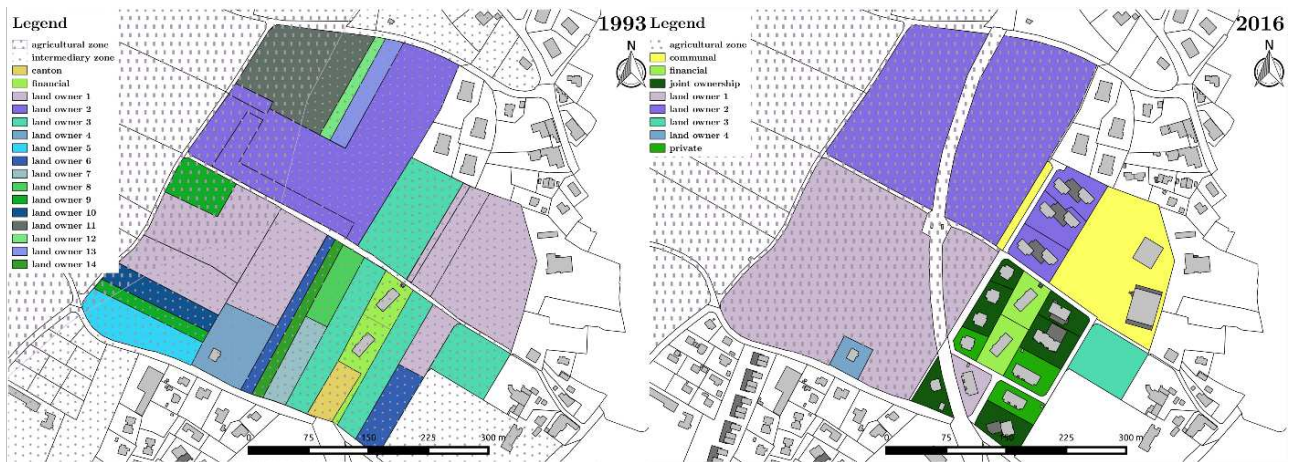 Legend
1993
agricultural zone
intermediary zone
canton
financial
land owner 1
land owner 2
land owner 3
land owner 4
land owner 5
land owner 6
land owner 7
land owner 8
land owner 9
land owner 10
land owner 11
land owner 12
land owner 13
land owner 14
N
0 75 150 225 300 m
Legend
2016
agricultural zone
communal
financial
joint ownership
land owner 1
land owner 2
land owner 3
land owner 4
private
N
0 75 150 225 300 m